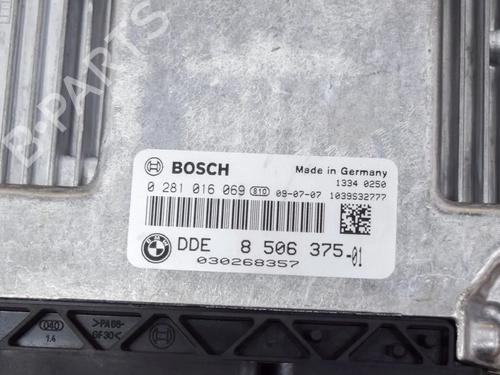 B-PARTS
BOSCH
Made in Germany
1334 0250
0 281 016 069 810 09-07-07 1039S32777
BMW
DDE 8 506 375-01
030268357
040
1.4
>PA66-
GF30<